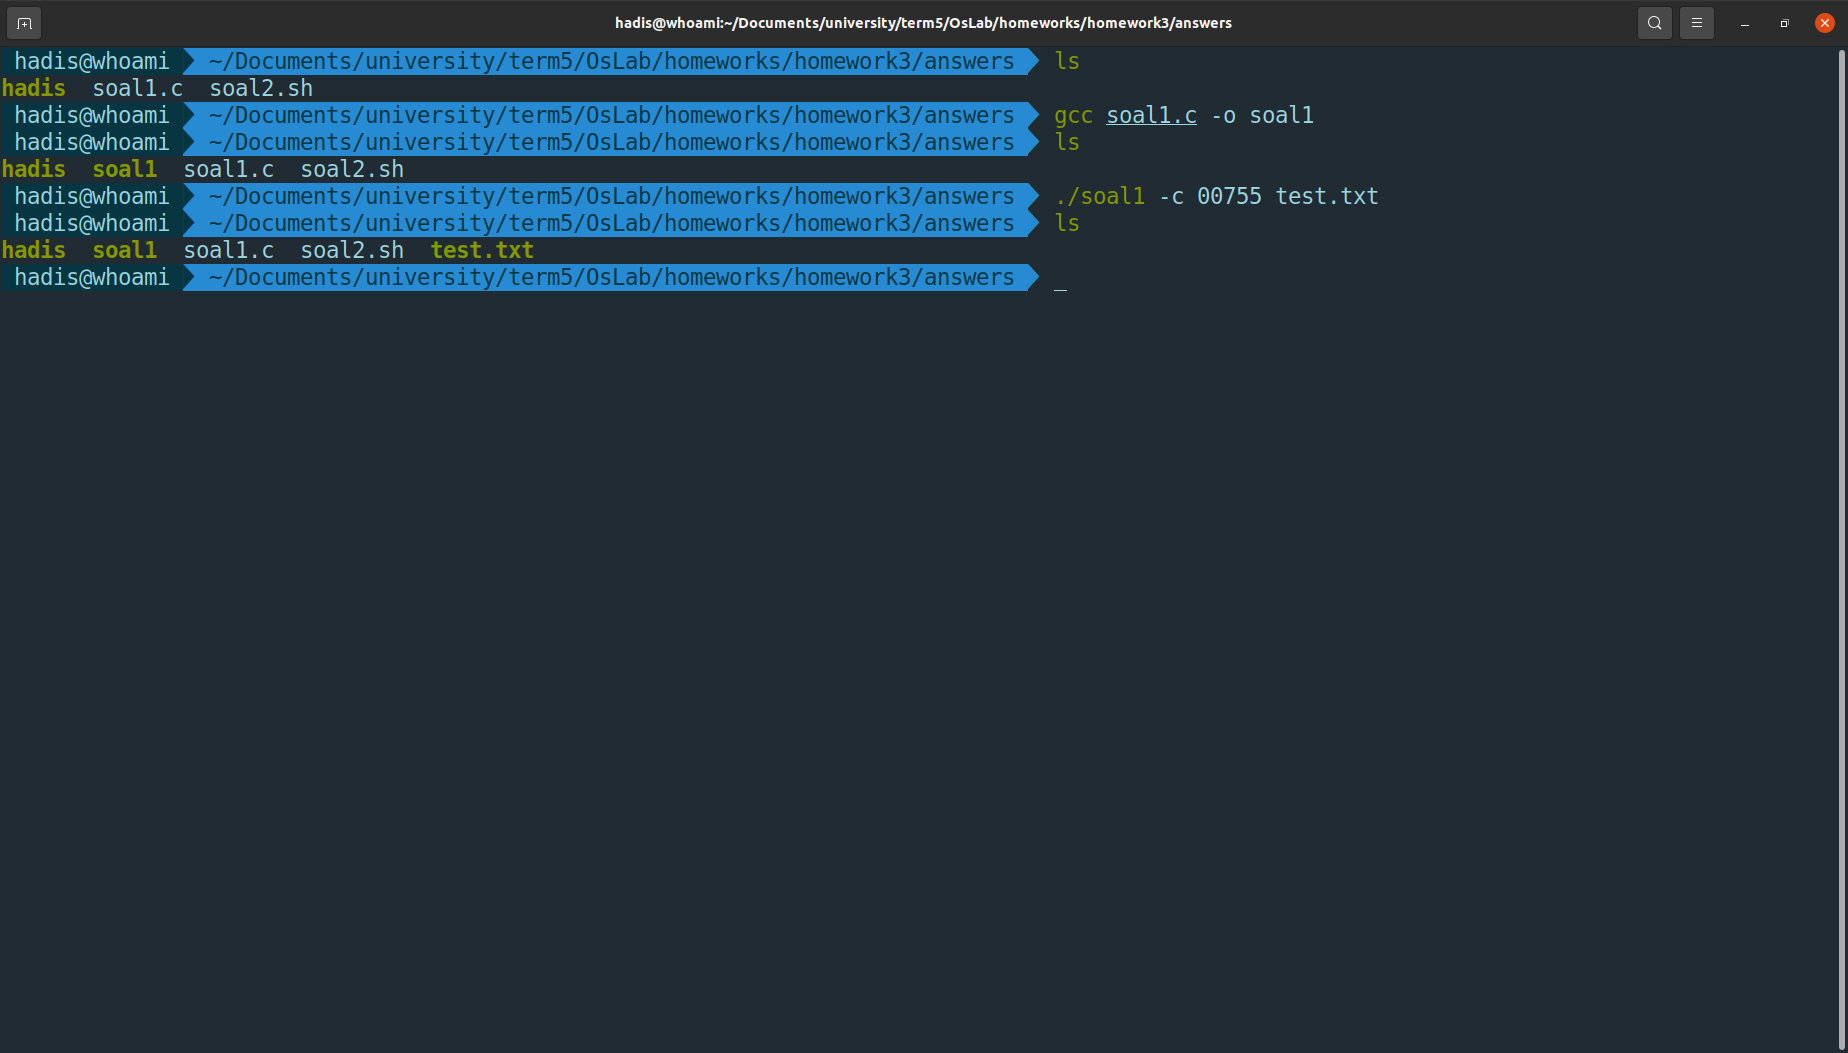 hadis@whoami:~/Documents/university/term5/OsLab/homeworks/homework3/answers
hadis@whoami ~/Documents/university/term5/OsLab/homeworks/homework3/answers ls
hadis soal1.c soal2.sh
hadis@whoami ~/Documents/university/term5/OsLab/homeworks/homework3/answers gcc soal1.c -o soal1
hadis@whoami ~/Documents/university/term5/OsLab/homeworks/homework3/answers ls
hadis soal1 soal1.c soal2.sh
hadis@whoami ~/Documents/university/term5/OsLab/homeworks/homework3/answers ./soal1 -c 00755 test.txt
hadis@whoami ~/Documents/university/term5/OsLab/homeworks/homework3/answers ls
hadis soal1 soal1.c soal2.sh test.txt
hadis@whoami ~/Documents/university/term5/OsLab/homeworks/homework3/answers _